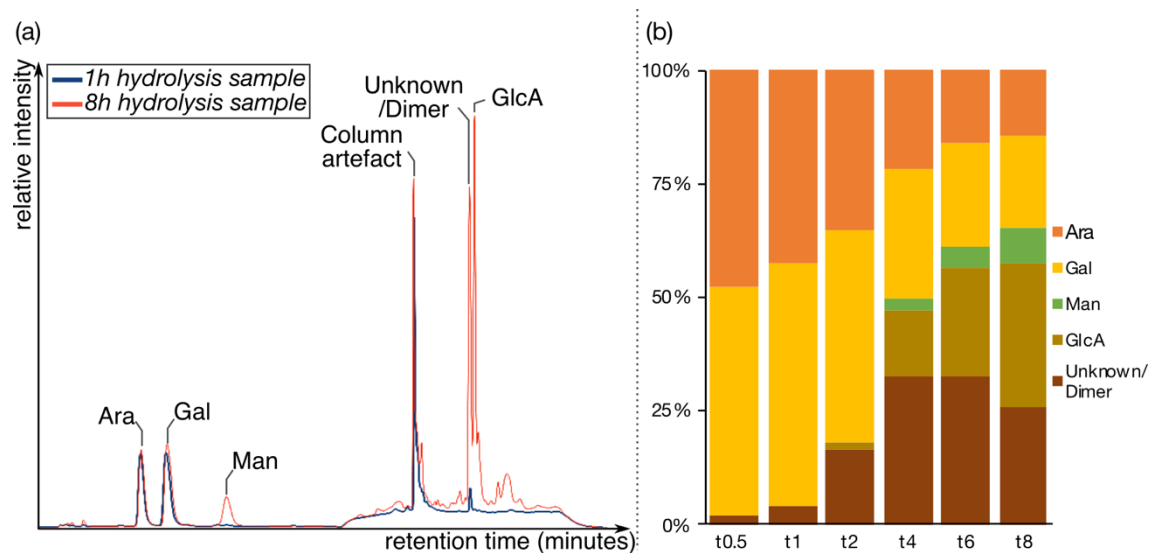 (a)
1h hydrolysis sample
8h hydrolysis sample
relative intensity
Ara
Gal
Man
Column
artefact
Unknown
/Dimer
GlcA
retention time (minutes)
(b)
100%
75%
50%
25%
0%
t0.5
t1
t2
t4
t6
t8
Ara
Gal
Man
GlcA
Unknown/
Dimer